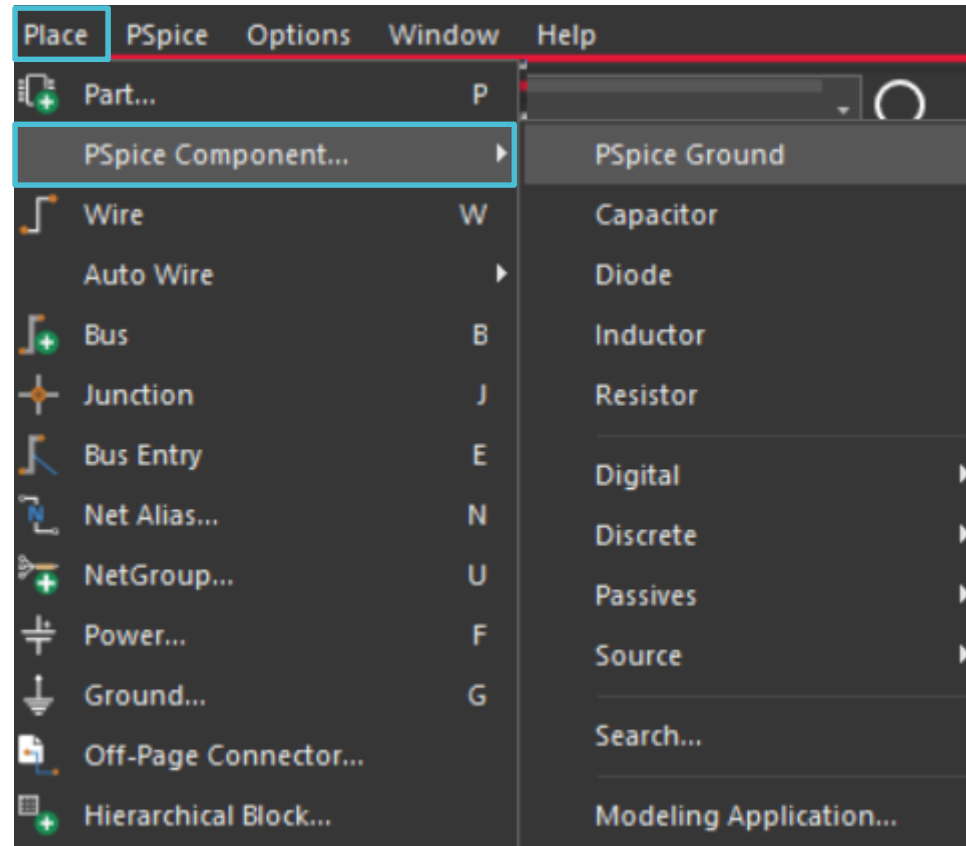 Place PSpice Options Window Help
Part... P
PSpice Component...
Wire W
Auto Wire
Bus B
Junction J
Bus Entry E
Net Alias... N
NetGroup... U
Power... F
Ground... G
Off-Page Connector...
Hierarchical Block...
PSpice Ground
Capacitor
Diode
Inductor
Resistor
Digital
Discrete
Passives
Source
Search...
Modeling Application...